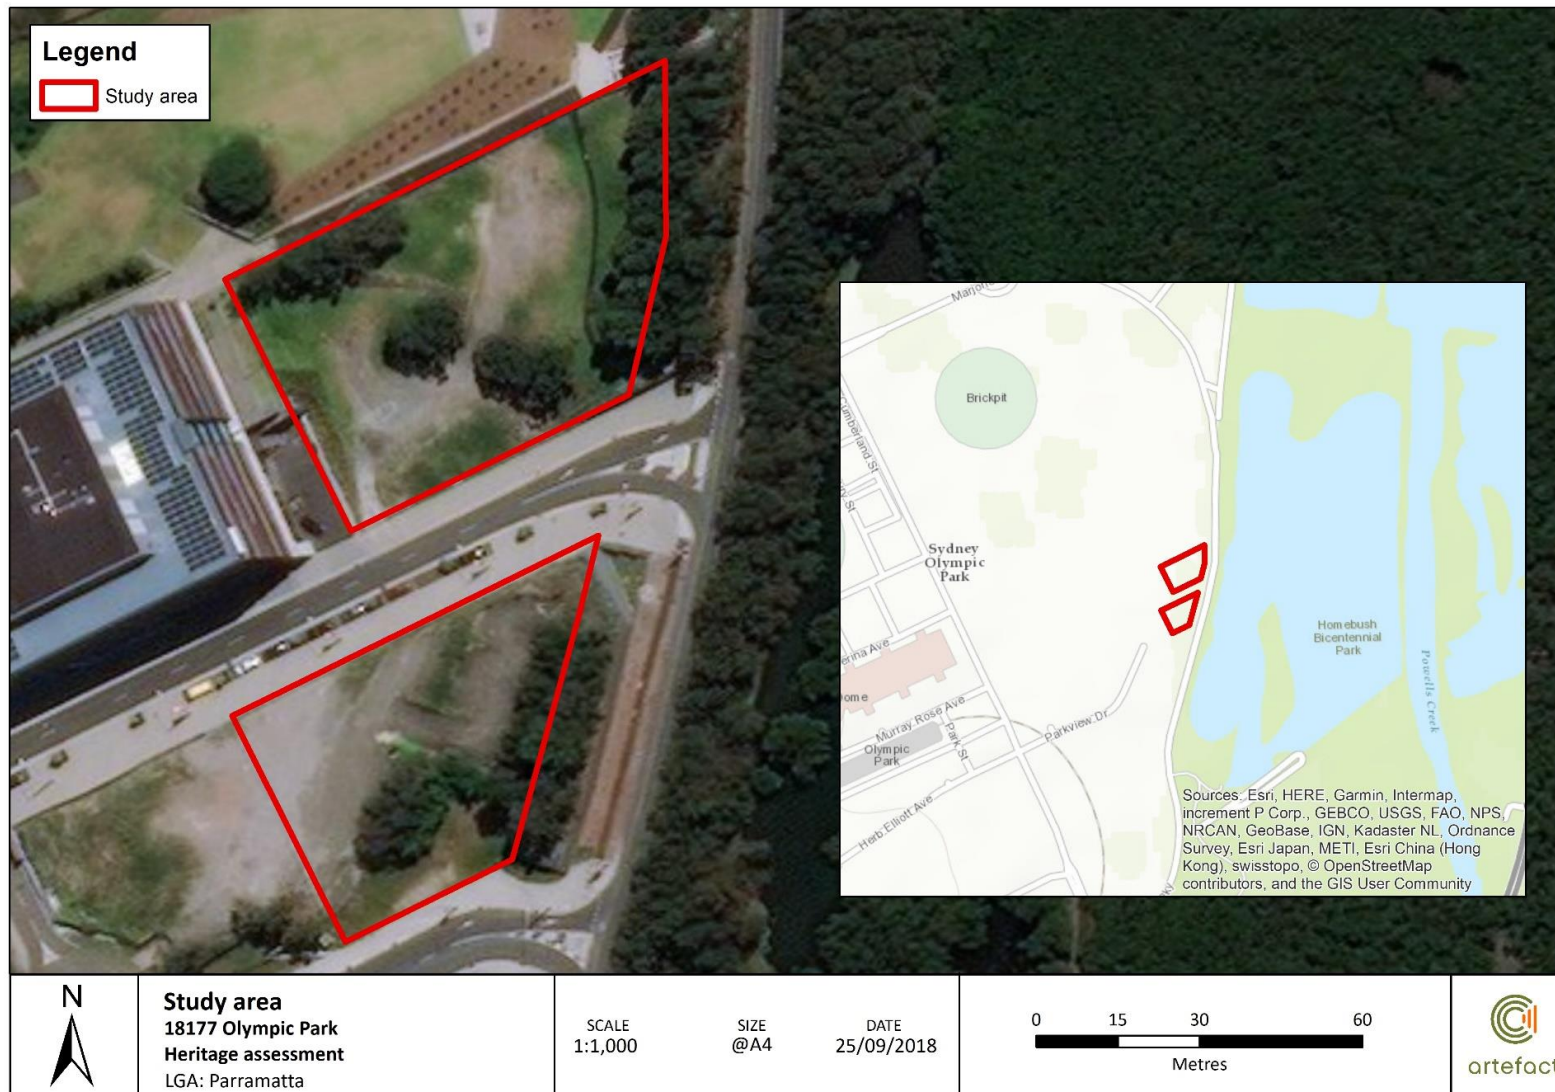 Legend
Study area
Marjorie
Brickpit
Cumberland St
Sydney
Olympic
Park
Homebush
Bicentennial
Park
Powells Creek
Murray Rose Ave
Park St
Parkview Dr
Olympic
Park
Herb Elliott Ave
Sources: Esri, HERE, Garmin, Intermap,
increment P Corp., GEBCO, USGS, FAO, NPS,
NRCAN, GeoBase, IGN, Kadaster NL, Ordnance
Survey, Esri Japan, METI, Esri China (Hong
Kong), swisstopo, © OpenStreetMap
contributors, and the GIS User Community
N
Study area
18177 Olympic Park
Heritage assessment
LGA: Parramatta
SCALE
1:1,000
SIZE
@A4
DATE
25/09/2018
0 15 30 60
Metres
artefact